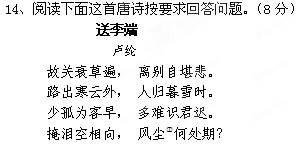 14、阅读下面这首唐诗按要求回答问题。(8分)
送李端
卢纶
故关衰草遍， 离别自堪悲。
路出寒云外， 人归暮雪时。
少孤为客早， 多难识君迟。
掩泪空相向， 风尘何处期？